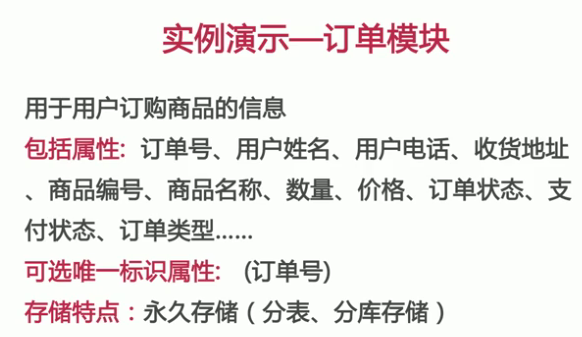 实例演示—订单模块
用于用户订购商品的信息
包括属性：订单号、用户姓名、用户电话、收货地址
、商品编号、商品名称、数量、价格、订单状态、支
付状态、订单类型……
可选唯一标识属性: (订单号)
存储特点：永久存储（分表、分库存储）